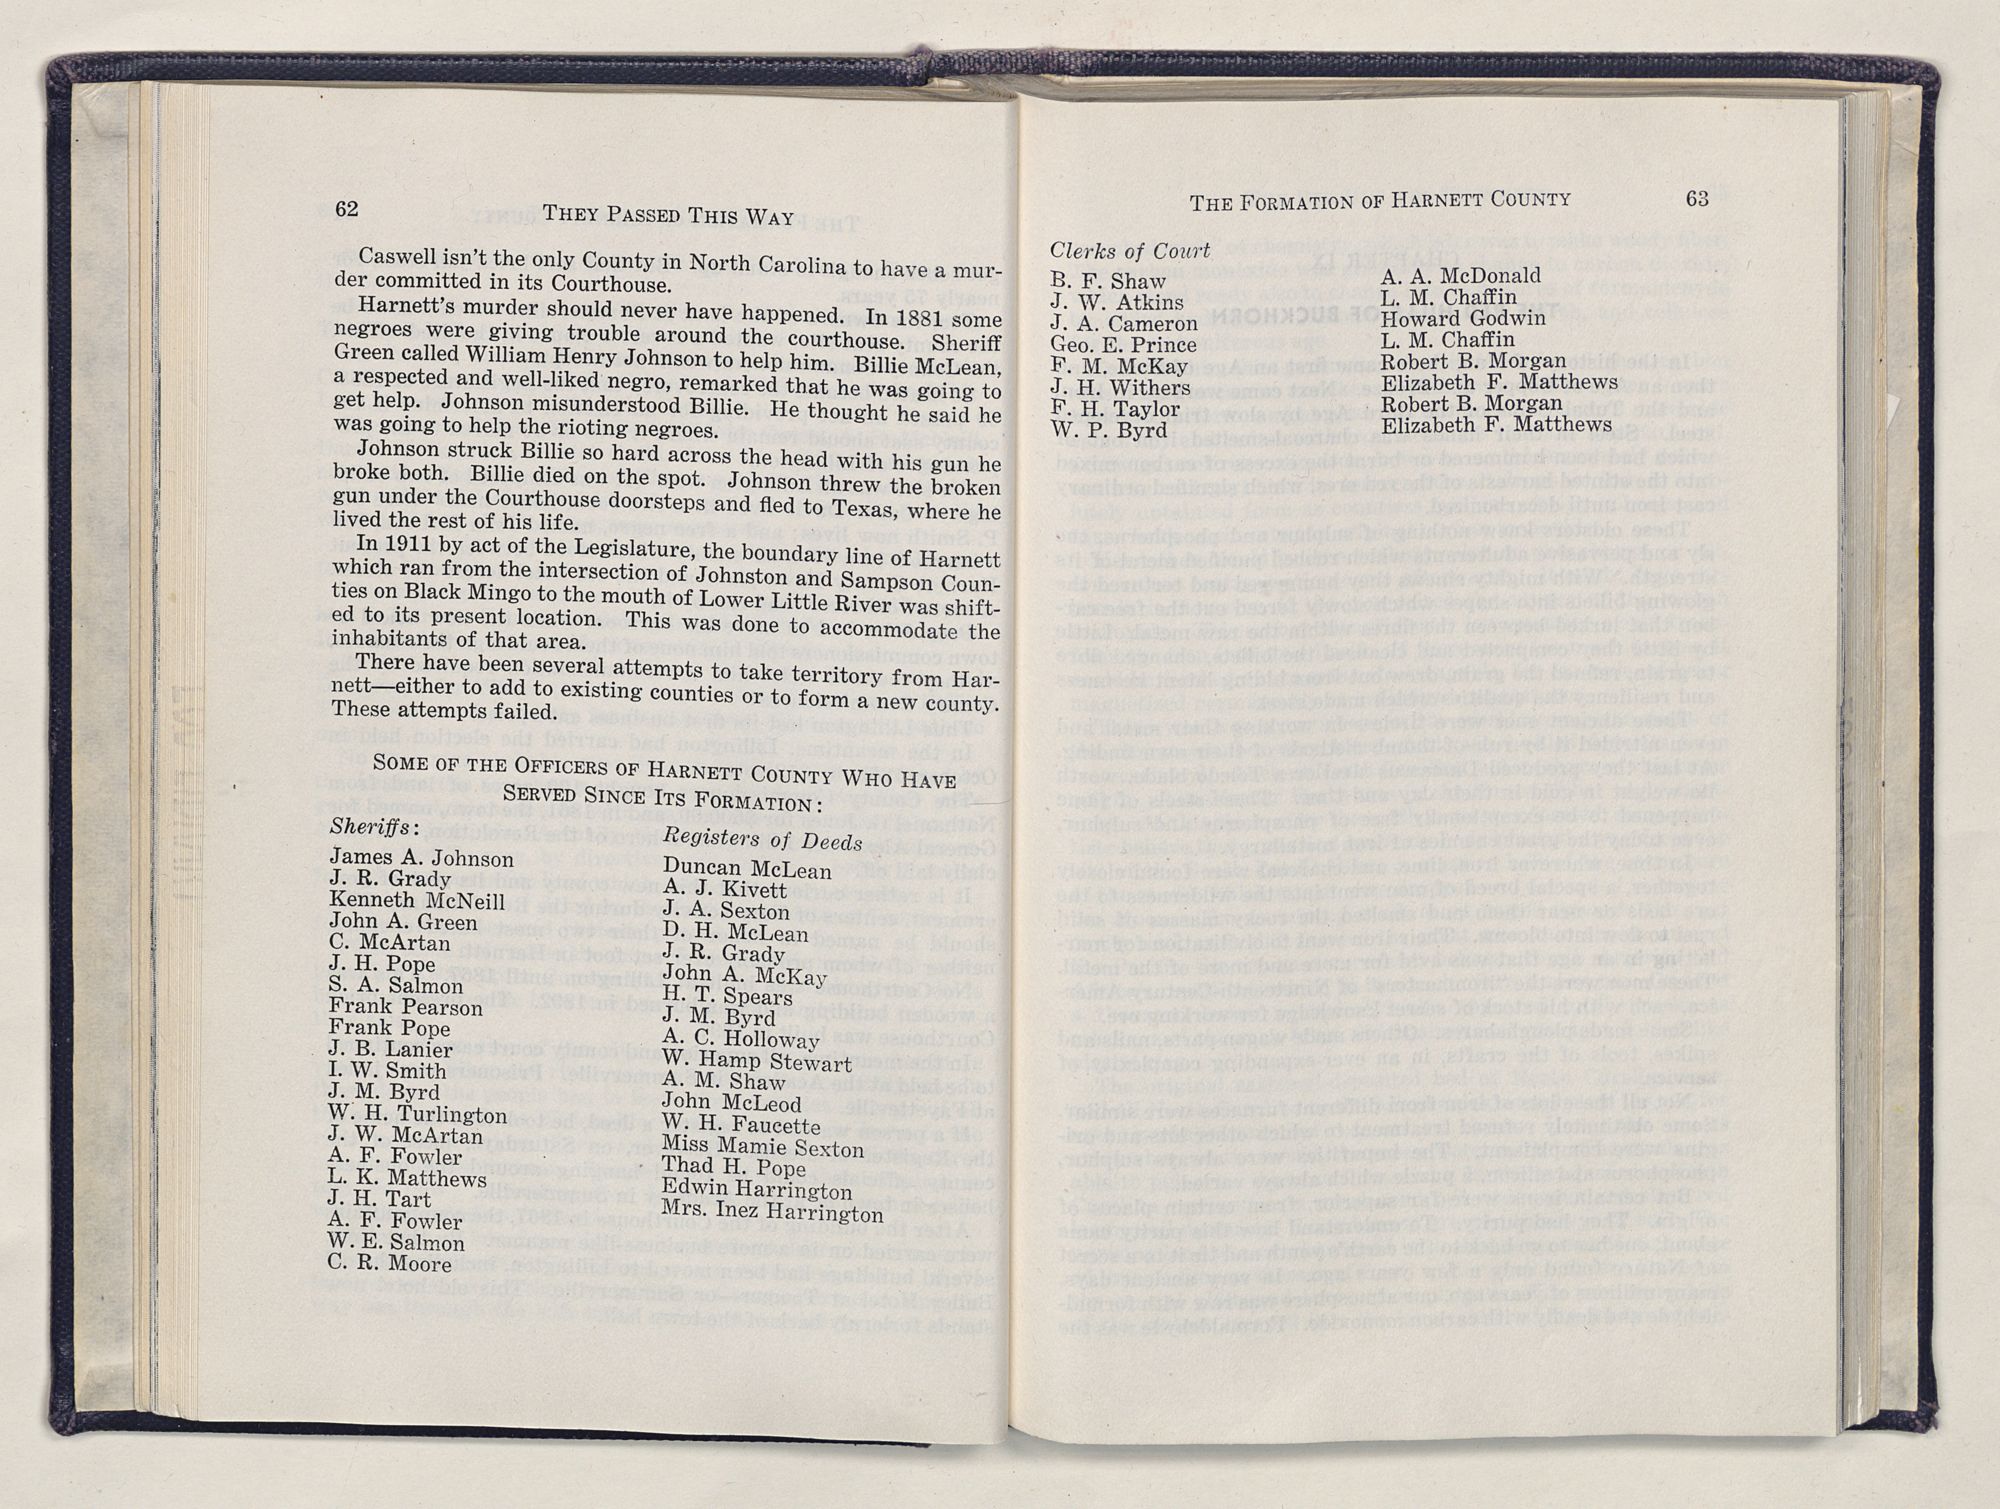 62
THEY PASSED THIS WAY
Caswell isn't the only County in North Carolina to have a mur-
der committed in its Courthouse.
Harnett's murder should never have happened. In 1881 some
negroes were giving trouble around the courthouse. Sheriff
Green called William Henry Johnson to help him. Billie McLean,
a respected and well-liked negro, remarked that he was going to
get help. Johnson misunderstood Billie. He thought he said he
was going to help the rioting negroes.
Johnson struck Billie so hard across the head with his gun he
broke both. Billie died on the spot. Johnson threw the broken
gun under the Courthouse doorsteps and fled to Texas, where he
lived the rest of his life.
In 1911 by act of the Legislature, the boundary line of Harnett
which ran from the intersection of Johnston and Sampson Coun-
ties on Black Mingo to the mouth of Lower Little River was shift-
ed to its present location. This was done to accommodate the
inhabitants of that area.
There have been several attempts to take territory from Har-
nett—either to add to existing counties or to form a new county.
These attempts failed.
SOME OF THE OFFICERS OF HARNETT COUNTY WHO HAVE
SERVED SINCE ITS FORMATION:
Sheriffs:
James A. Johnson
J. R. Grady
Kenneth McNeill
John A. Green
C. McArtan
J. H. Pope
S. A. Salmon
Frank Pearson
Frank Pope
J. B. Lanier
I. W. Smith
J. M. Byrd
W. H. Turlington
J. W. McArtan
A. F. Fowler
L. K. Matthews
J. H. Tart
A. F. Fowler
W. E. Salmon
C. R. Moore
Registers of Deeds
Duncan McLean
A. J. Kivett
J. A. Sexton
D. H. McLean
J. R. Grady
John A. McKay
H. T. Spears
J. M. Byrd
A. C. Holloway
W. Hamp Stewart
A. M. Shaw
John McLeod
W. H. Faucette
Miss Mamie Sexton
Thad H. Pope
Edwin Harrington
Mrs. Inez Harrington
THE FORMATION OF HARNETT COUNTY
63
Clerks of Court
B. F. Shaw
J. W. Atkins
J. A. Cameron
Geo. E. Prince
F. M. McKay
J. H. Withers
F. H. Taylor
W. P. Byrd
A. A. McDonald
L. M. Chaffin
Howard Godwin
L. M. Chaffin
Robert B. Morgan
Elizabeth F. Matthews
Robert B. Morgan
Elizabeth F. Matthews